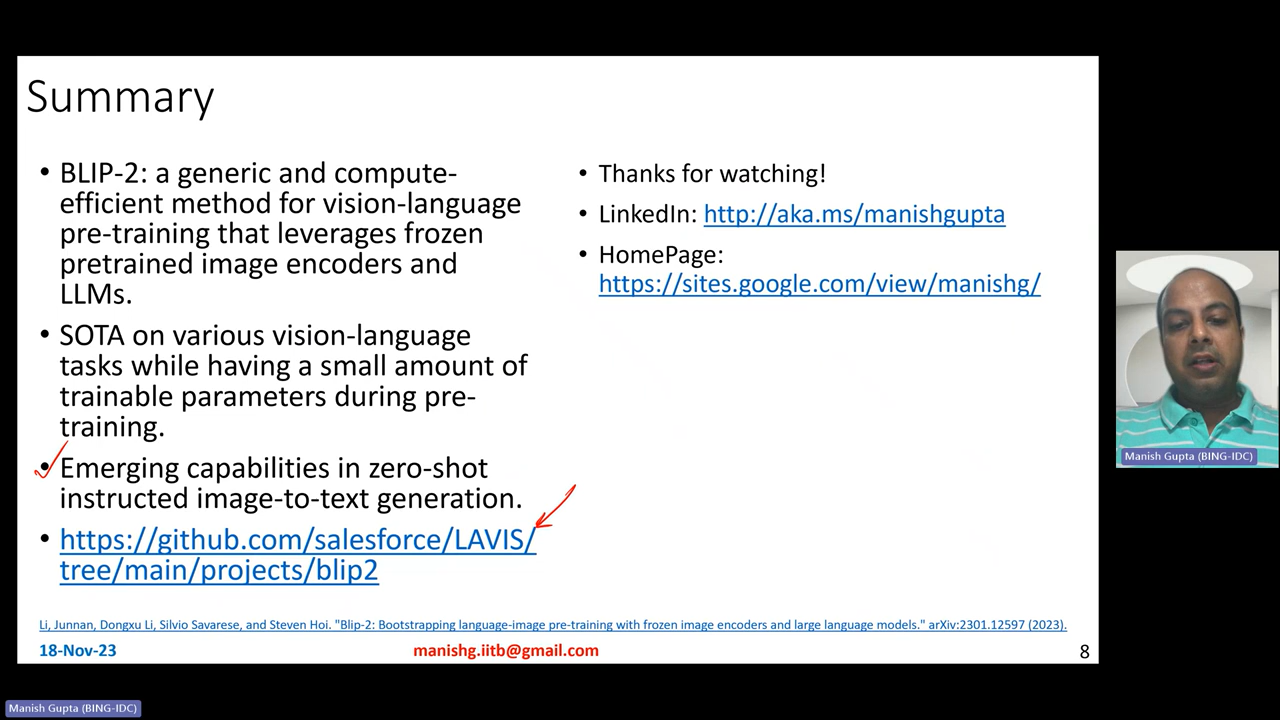 Summary
• BLIP-2: a generic and compute-
efficient method for vision-language
pre-training that leverages frozen
pretrained image encoders and
LLMs.
• SOTA on various vision-language
tasks while having a small amount of
trainable parameters during pre-
training.
• Emerging capabilities in zero-shot
instructed image-to-text generation.
• https://github.com/salesforce/LAVIS/
tree/main/projects/blip2
• Thanks for watching!
• LinkedIn: http://aka.ms/manishgupta
• HomePage:
https://sites.google.com/view/manishg/
Li, Junnan, Dongxu Li, Silvio Savarese, and Steven Hoi. "Blip-2: Bootstrapping language-image pre-training with frozen image encoders and large language models." arXiv:2301.12597 (2023).
18-Nov-23
manishg.iitb@gmail.com
8
Manish Gupta (BING-IDC)
Manish Gupta (BING-IDC)